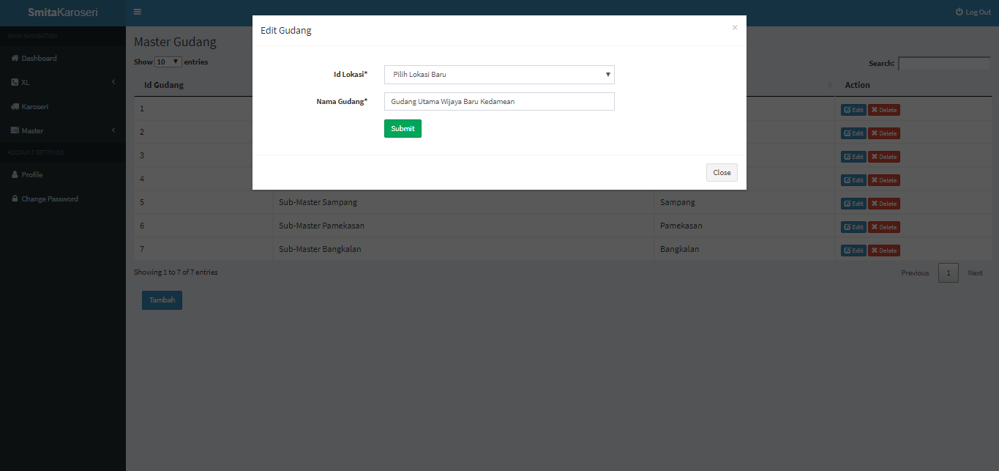 SmitaKaroseri
Log Out
MAIN NAVIGATION
Dashboard
XL
Karoseri
Master
ACCOUNT SETTINGS
Profile
Change Password
Master Gudang
Show 10 entries
Search:
Id Gudang
Action
1
Edit Delete
2
Edit Delete
3
Edit Delete
4
Edit Delete
5 Sub-Master Sampang Sampang Edit Delete
6 Sub-Master Pamekasan Pamekasan Edit Delete
7 Sub-Master Bangkalan Bangkalan Edit Delete
Showing 1 to 7 of 7 entries
Previous 1 Next
Tambah
Edit Gudang
×
Id Lokasi* Pilih Lokasi Baru
Nama Gudang* Gudang Utama Wijaya Baru Kedamean
Submit
Close